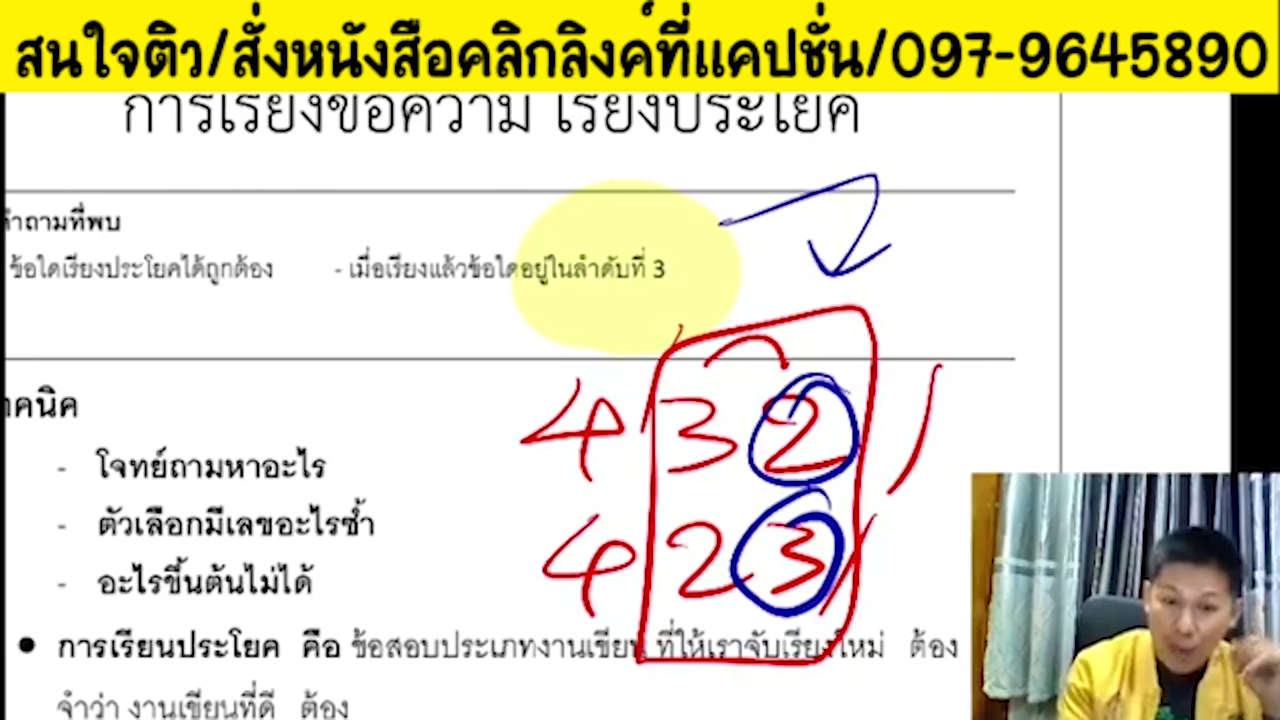 สนใจติว/สั่งหนังสือคลิกลิงค์ที่แคปชั่น/097-9645890
การเรียงข้อความ เรียงประโยค
คำถามที่พบ
ข้อใดเรียงประโยคได้ถูกต้อง - เมื่อเรียงแล้วข้อใดอยู่ในลำดับที่ 3
เทคนิค
4 3 2 1
- โจทย์ถามหาอะไร
- ตัวเลือกมีเลขอะไรซ้ำ
4 2 3 1
- อะไรขึ้นต้นไม่ได้
• การเรียนประโยค คือ ข้อสอบประเภทงานเขียน ที่ให้เราจับเรียงใหม่ ต้อง
จำว่า งานเขียนที่ดี ต้อง